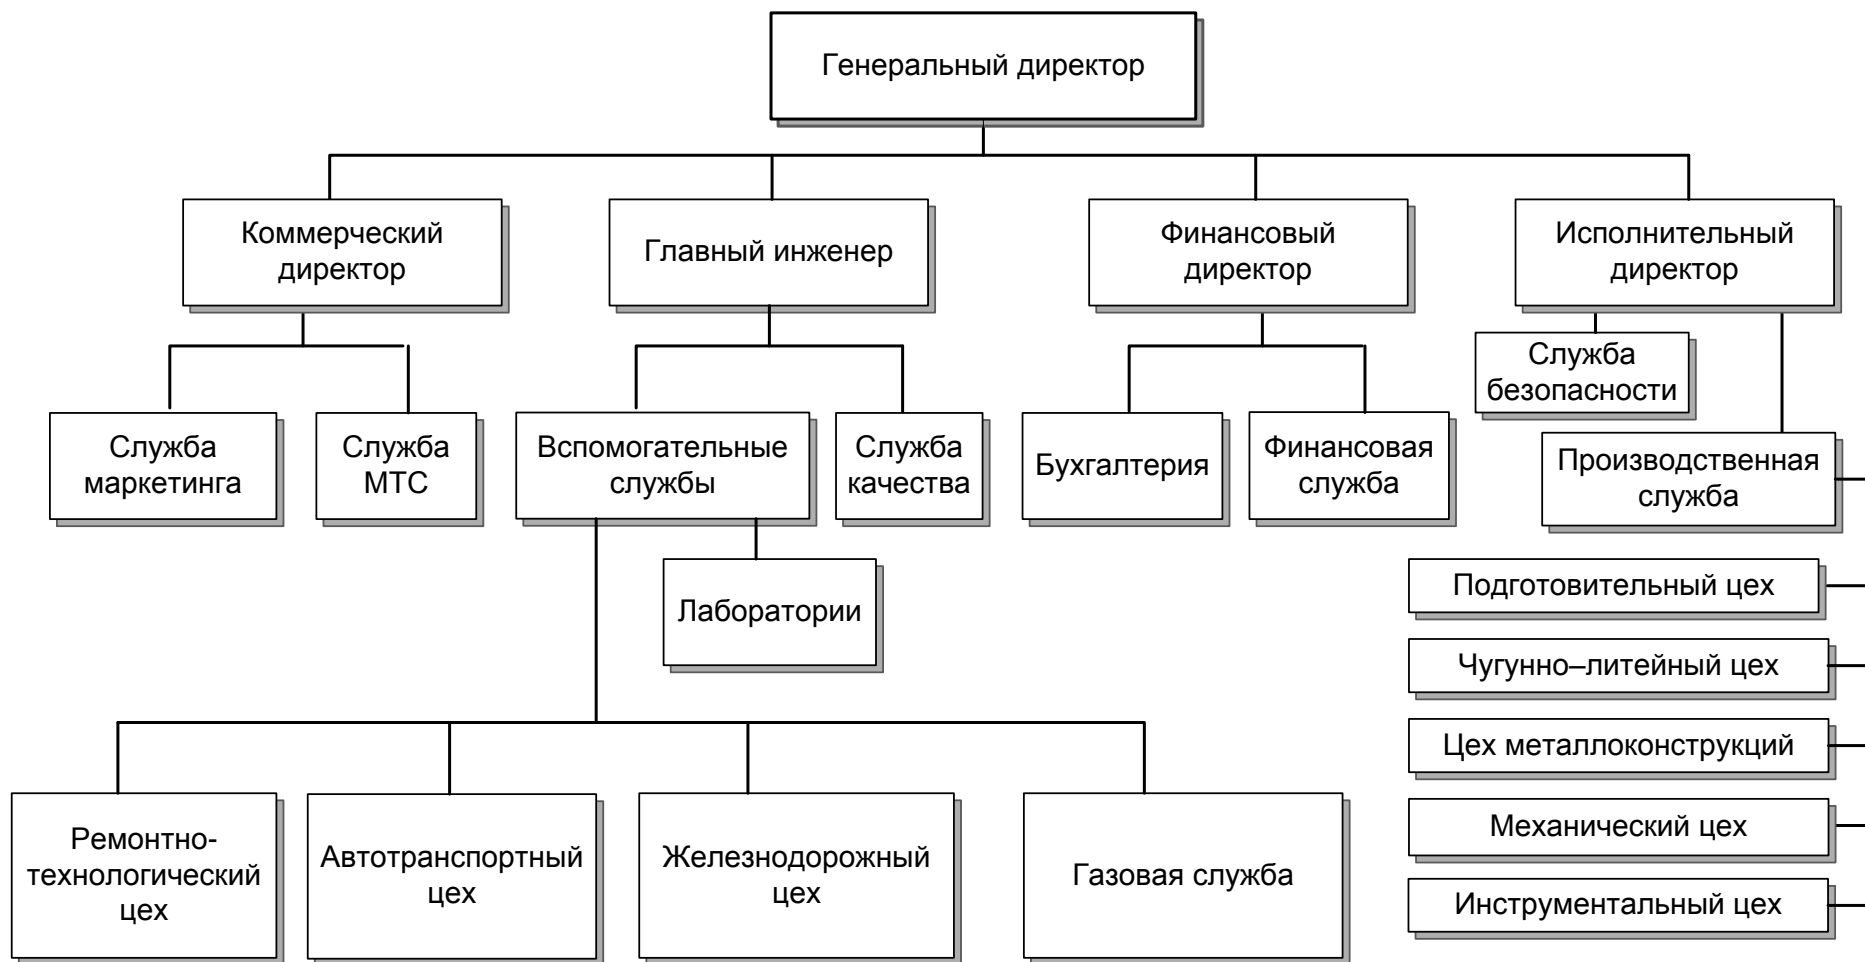 Генеральный директор
Коммерческий
директор
Главный инженер
Финансовый
директор
Исполнительный
директор
Служба
безопасности
Служба
маркетинга
Служба
МТС
Вспомогательные
службы
Служба
качества
Бухгалтерия
Финансовая
служба
Производственная
служба
Лаборатории
Подготовительный цех
Чугунно–литейный цех
Цех металлоконструкций
Механический цех
Инструментальный цех
Ремонтно-
технологический
цех
Автотранспортный
цех
Железнодорожный
цех
Газовая служба